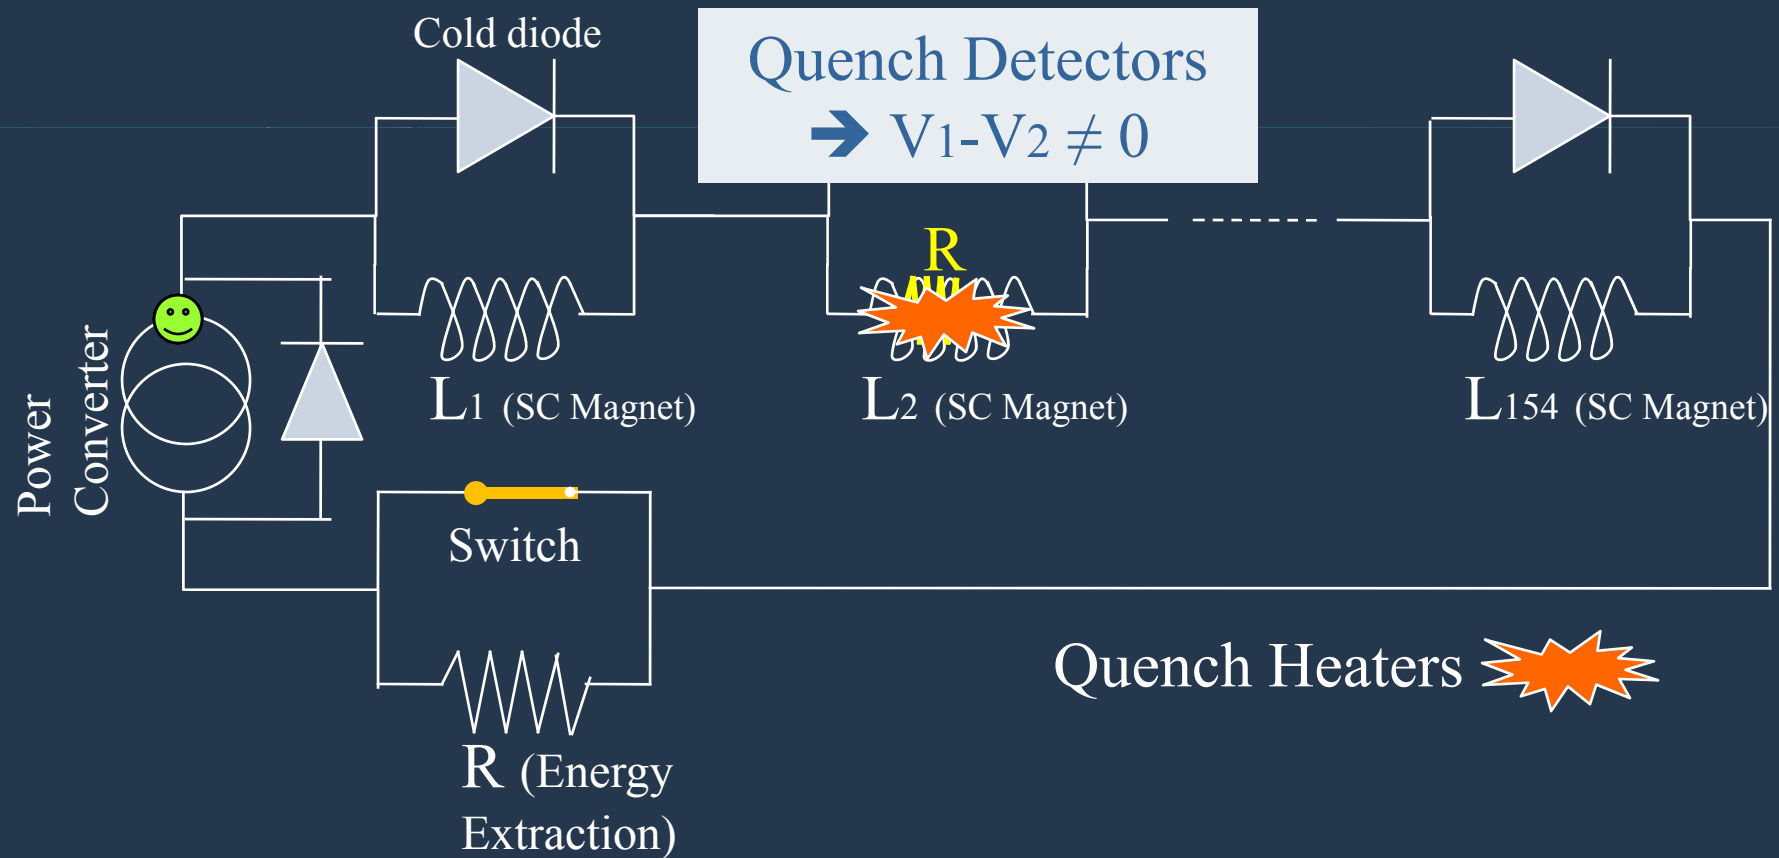 Cold diode
Quench Detectors
➔ V1-V2 ≠ 0
R
L1 (SC Magnet)
L2 (SC Magnet)
L154 (SC Magnet)
Power
Converter
Switch
Quench Heaters
R (Energy
Extraction)